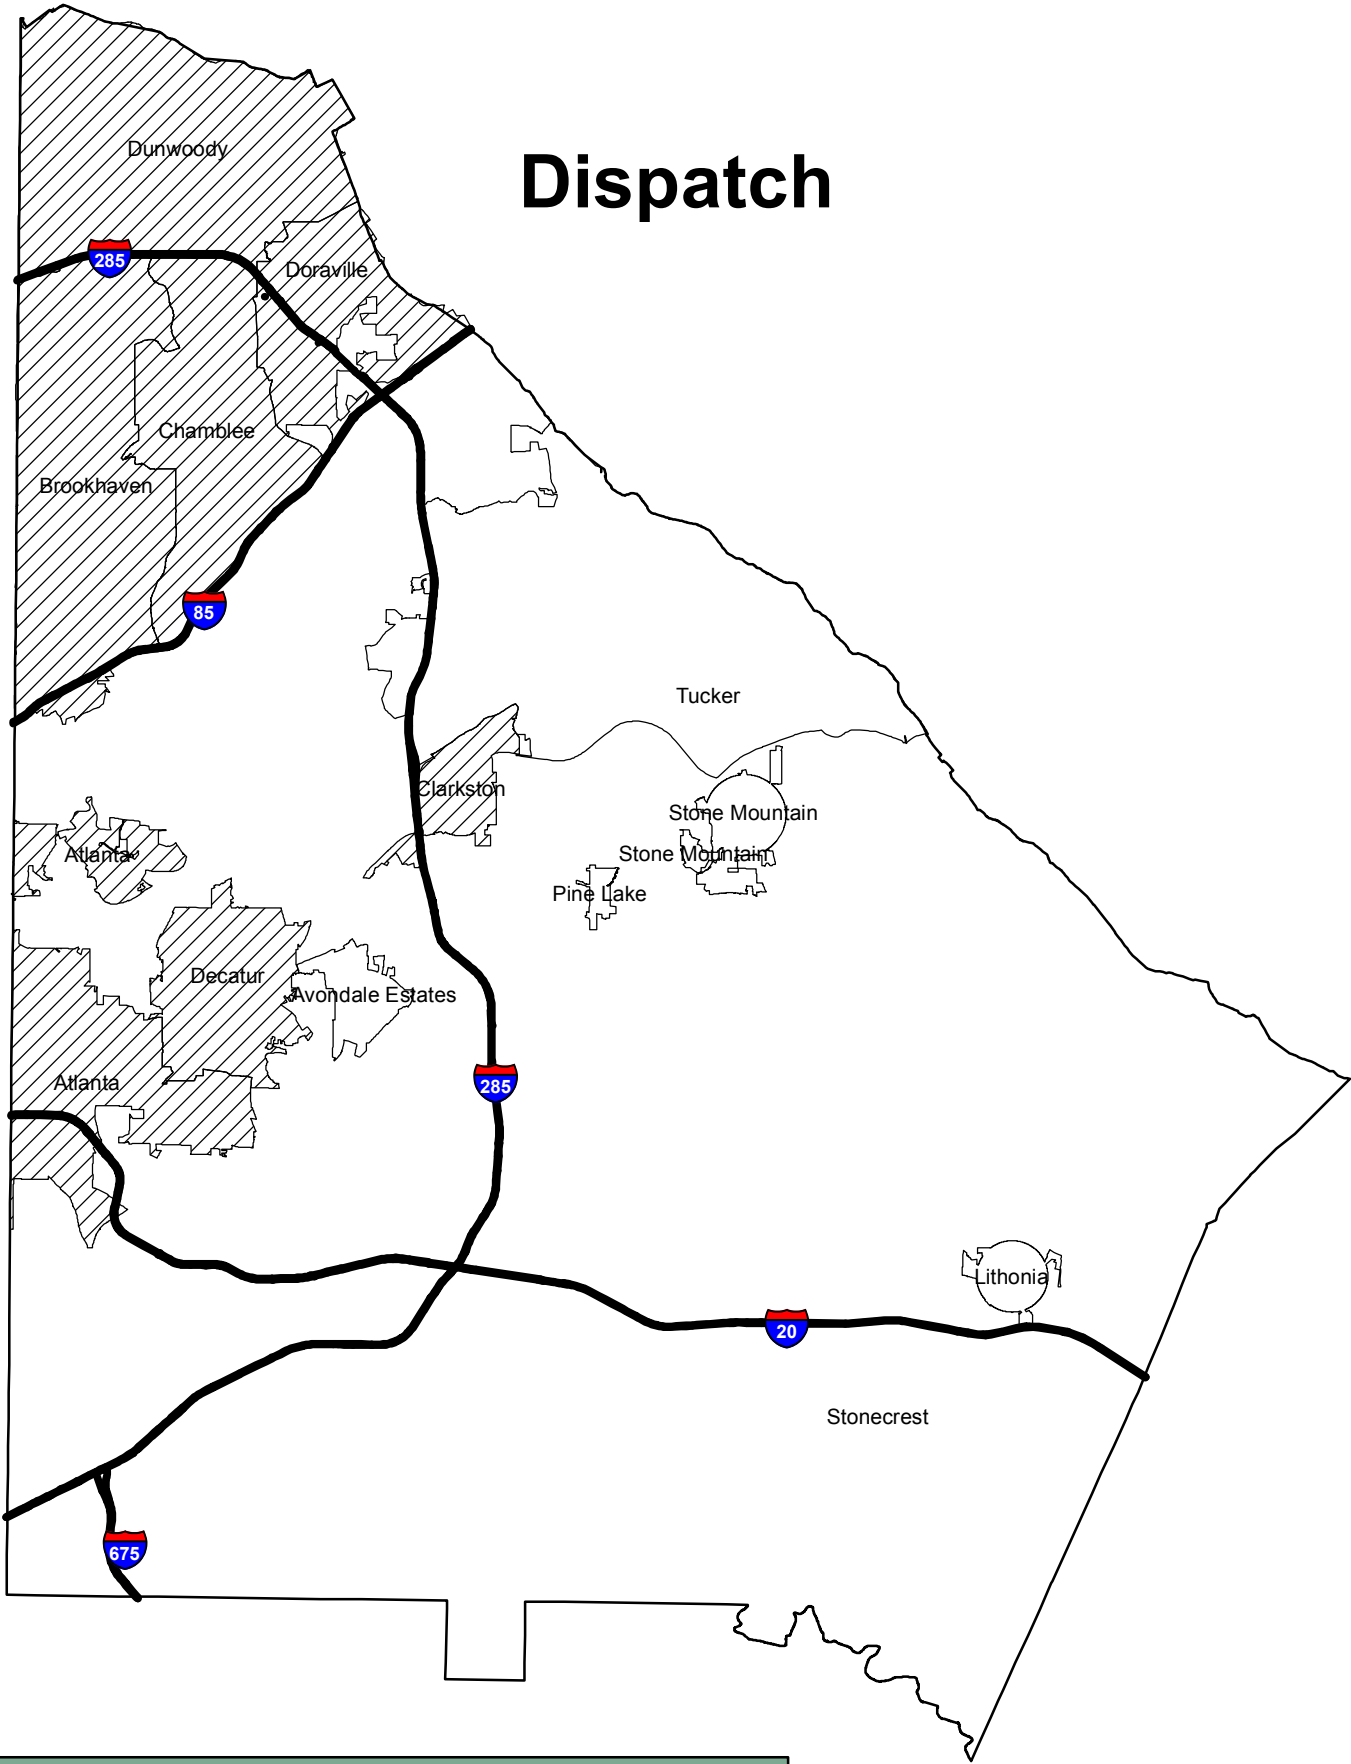 Dunwoody
Dispatch
285
Doraville
Chamblee
Brookhaven
85
Tucker
Clarkston
Stone Mountain
Atlanta
Stone Mountain
Pine Lake
Decatur
Avondale Estates
Atlanta
285
Lithonia
20
Stonecrest
675